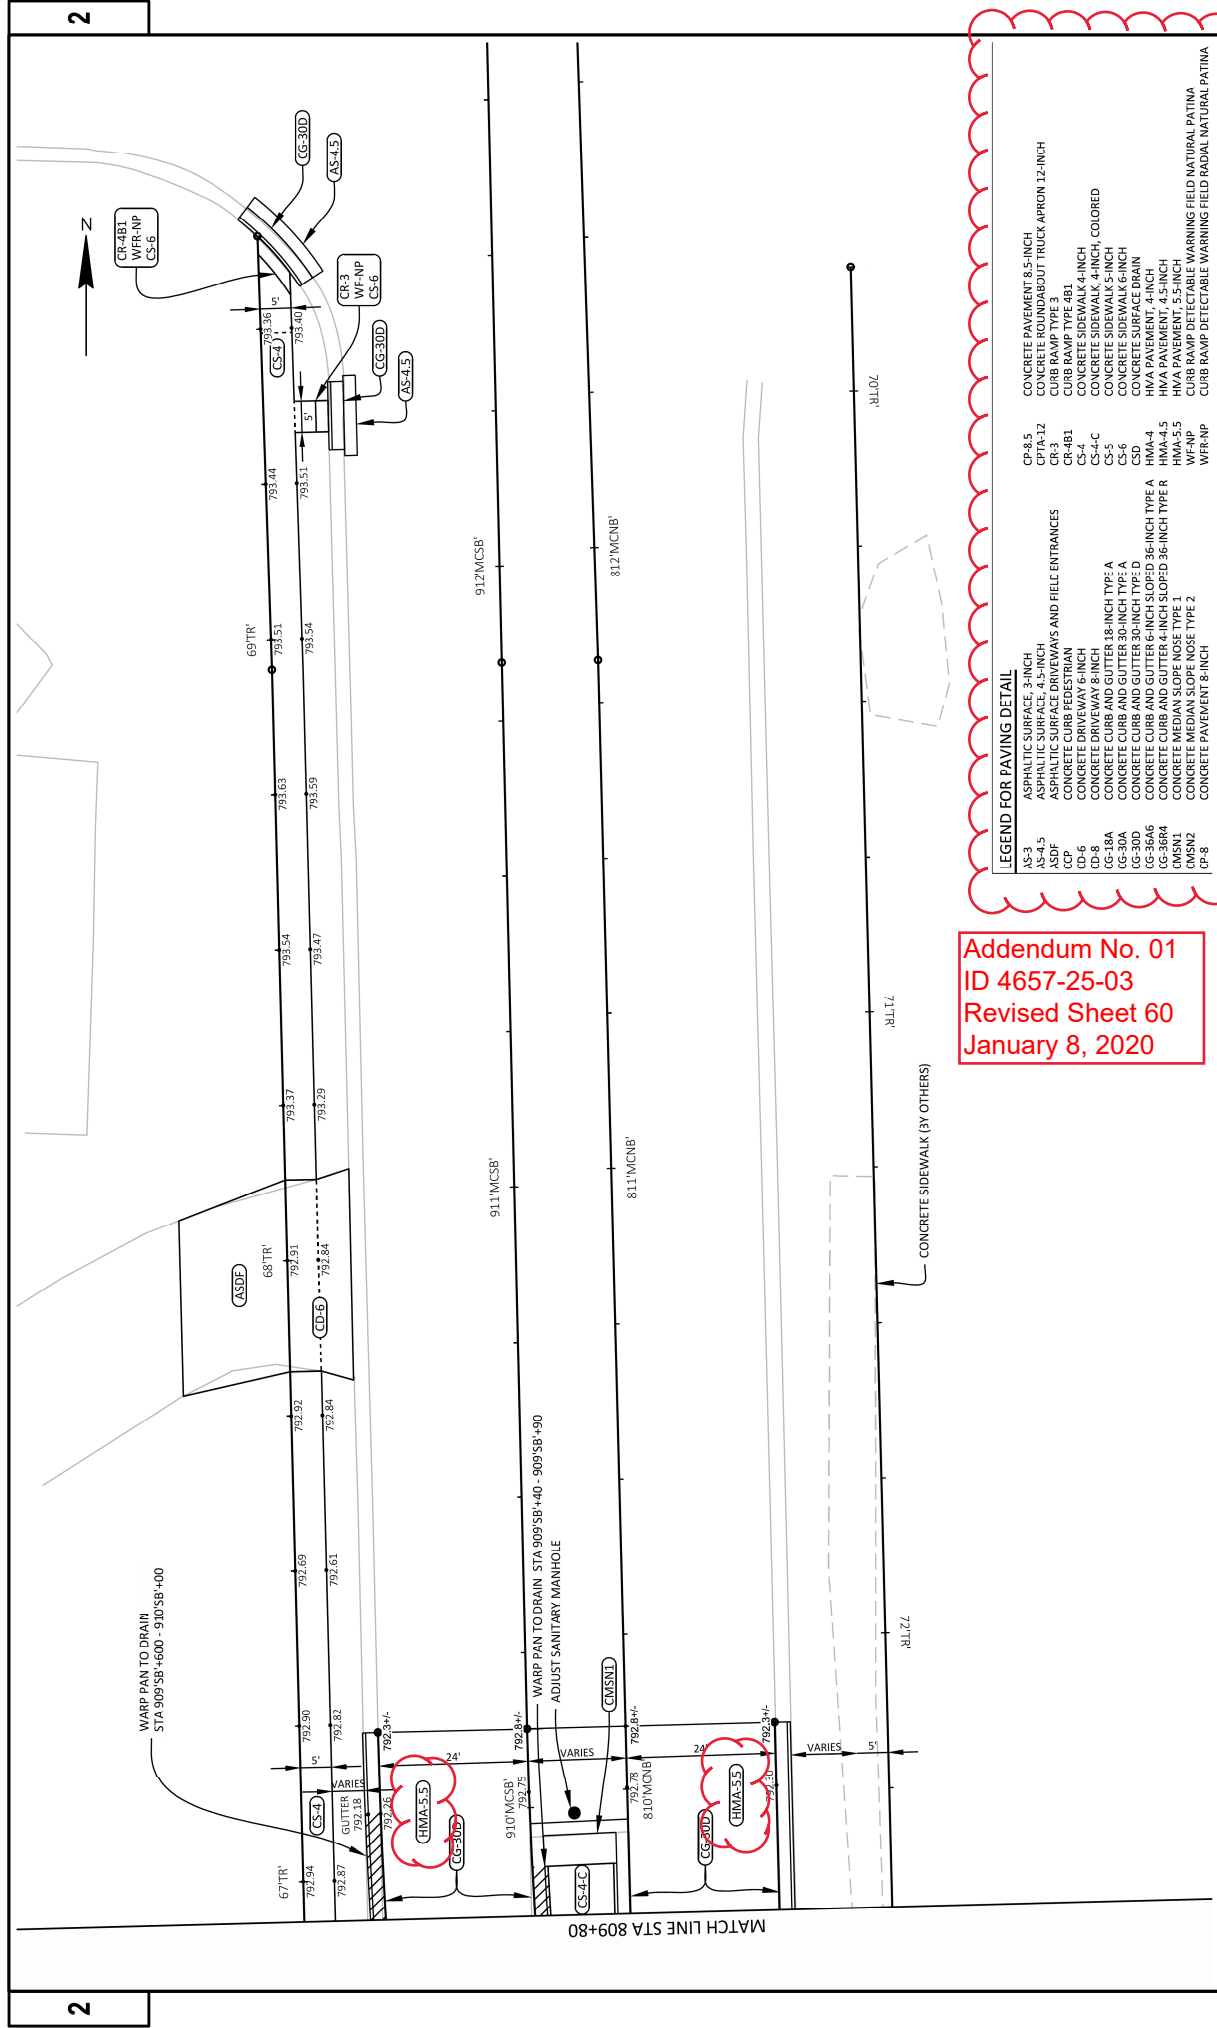 2
N
CR-4B1
WFR-NP
CS-6
CG-30D
AS-4.5
CR-3
WF-NP
CS-6
CG-30D
AS-4.5
5'
793.36
793.40
CS-4
5'
793.44
793.51
69'TR'
793.51
793.54
793.63
793.59
793.54
793.47
793.37
793.29
68'TR'
792.91
792.84
ASDF
CD-6
792.92
792.84
792.69
792.61
792.90
792.82
67'TR'
792.94
792.87
912'MCSB'
812'MCNB'
911'MCSB'
811'MCNB'
910'MCSB'
792.75
792.78
810'MCNB'
70'TR'
71'TR'
72'TR'
CONCRETE SIDEWALK (BY OTHERS)
WARP PAN TO DRAIN
STA 909'SB'+600 - 910'SB'+00
WARP PAN TO DRAIN STA 909'SB'+40 - 909'SB'+90
ADJUST SANITARY MANHOLE
CMSN1
CS-4
5'
VARIES
GUTTER
792.18
792.26
792.3+/-
24'
792.8+/-
VARIES
792.8+/-
24'
792.3+/-
VARIES
5'
HMA-5.5
CG-30D
CS-4-C
CG-30D
HMA-5.5
MATCH LINE STA 809+80
LEGEND FOR PAVING DETAIL
AS-3 ASPHALTIC SURFACE, 3-INCH
AS-4.5 ASPHALTIC SURFACE, 4.5-INCH
ASDF ASPHALTIC SURFACE DRIVEWAYS AND FIELD ENTRANCES
CCP CONCRETE CURB PEDESTRIAN
CD-6 CONCRETE DRIVEWAY 6-INCH
CD-8 CONCRETE DRIVEWAY 8-INCH
CG-18A CONCRETE CURB AND GUTTER 18-INCH TYPE A
CG-30A CONCRETE CURB AND GUTTER 30-INCH TYPE A
CG-30D CONCRETE CURB AND GUTTER 30-INCH TYPE D
CG-36A6 CONCRETE CURB AND GUTTER 6-INCH SLOPED 36-INCH TYPE A
CG-36R4 CONCRETE CURB AND GUTTER 4-INCH SLOPED 36-INCH TYPE R
CMSN1 CONCRETE MEDIAN SLOPE NOSE TYPE 1
CMSN2 CONCRETE MEDIAN SLOPE NOSE TYPE 2
CP-8 CONCRETE PAVEMENT 8-INCH
CP-8.5 CONCRETE PAVEMENT 8.5-INCH
CPTA-12 CONCRETE ROUNDABOUT TRUCK APRON 12-INCH
CR-3 CURB RAMP TYPE 3
CR-4B1 CURB RAMP TYPE 4B1
CS-4 CONCRETE SIDEWALK 4-INCH
CS-4-C CONCRETE SIDEWALK, 4-INCH, COLORED
CS-5 CONCRETE SIDEWALK 5-INCH
CS-6 CONCRETE SIDEWALK 6-INCH
CSD CONCRETE SURFACE DRAIN
HMA-4 HMA PAVEMENT, 4-INCH
HMA-4.5 HMA PAVEMENT, 4.5-INCH
HMA-5.5 HMA PAVEMENT, 5.5-INCH
WF-NP CURB RAMP DETECTABLE WARNING FIELD NATURAL PATINA
WFR-NP CURB RAMP DETECTABLE WARNING FIELD RADIAL NATURAL PATINA
Addendum No. 01
ID 4657-25-03
Revised Sheet 60
January 8, 2020
2